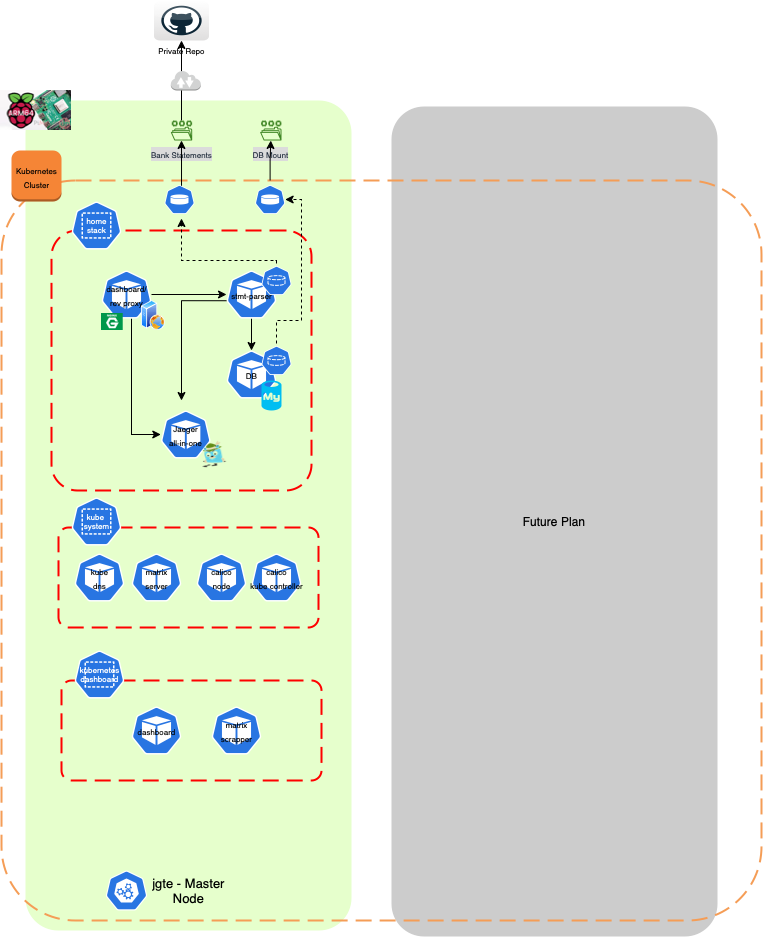 Private Repo
ARM64
Bank Statements
DB Mount
Kubernetes
Cluster
home
stack
dashboard/
rev proxy
stmt-parser
G
DB
My
Jaeger
all-in-one
kube
system
kube
dns
matrix
server
calico
node
calico
kube controller
Future Plan
kubernetes
dashboard
dashboard
matrix
scrapper
jgte - Master
Node